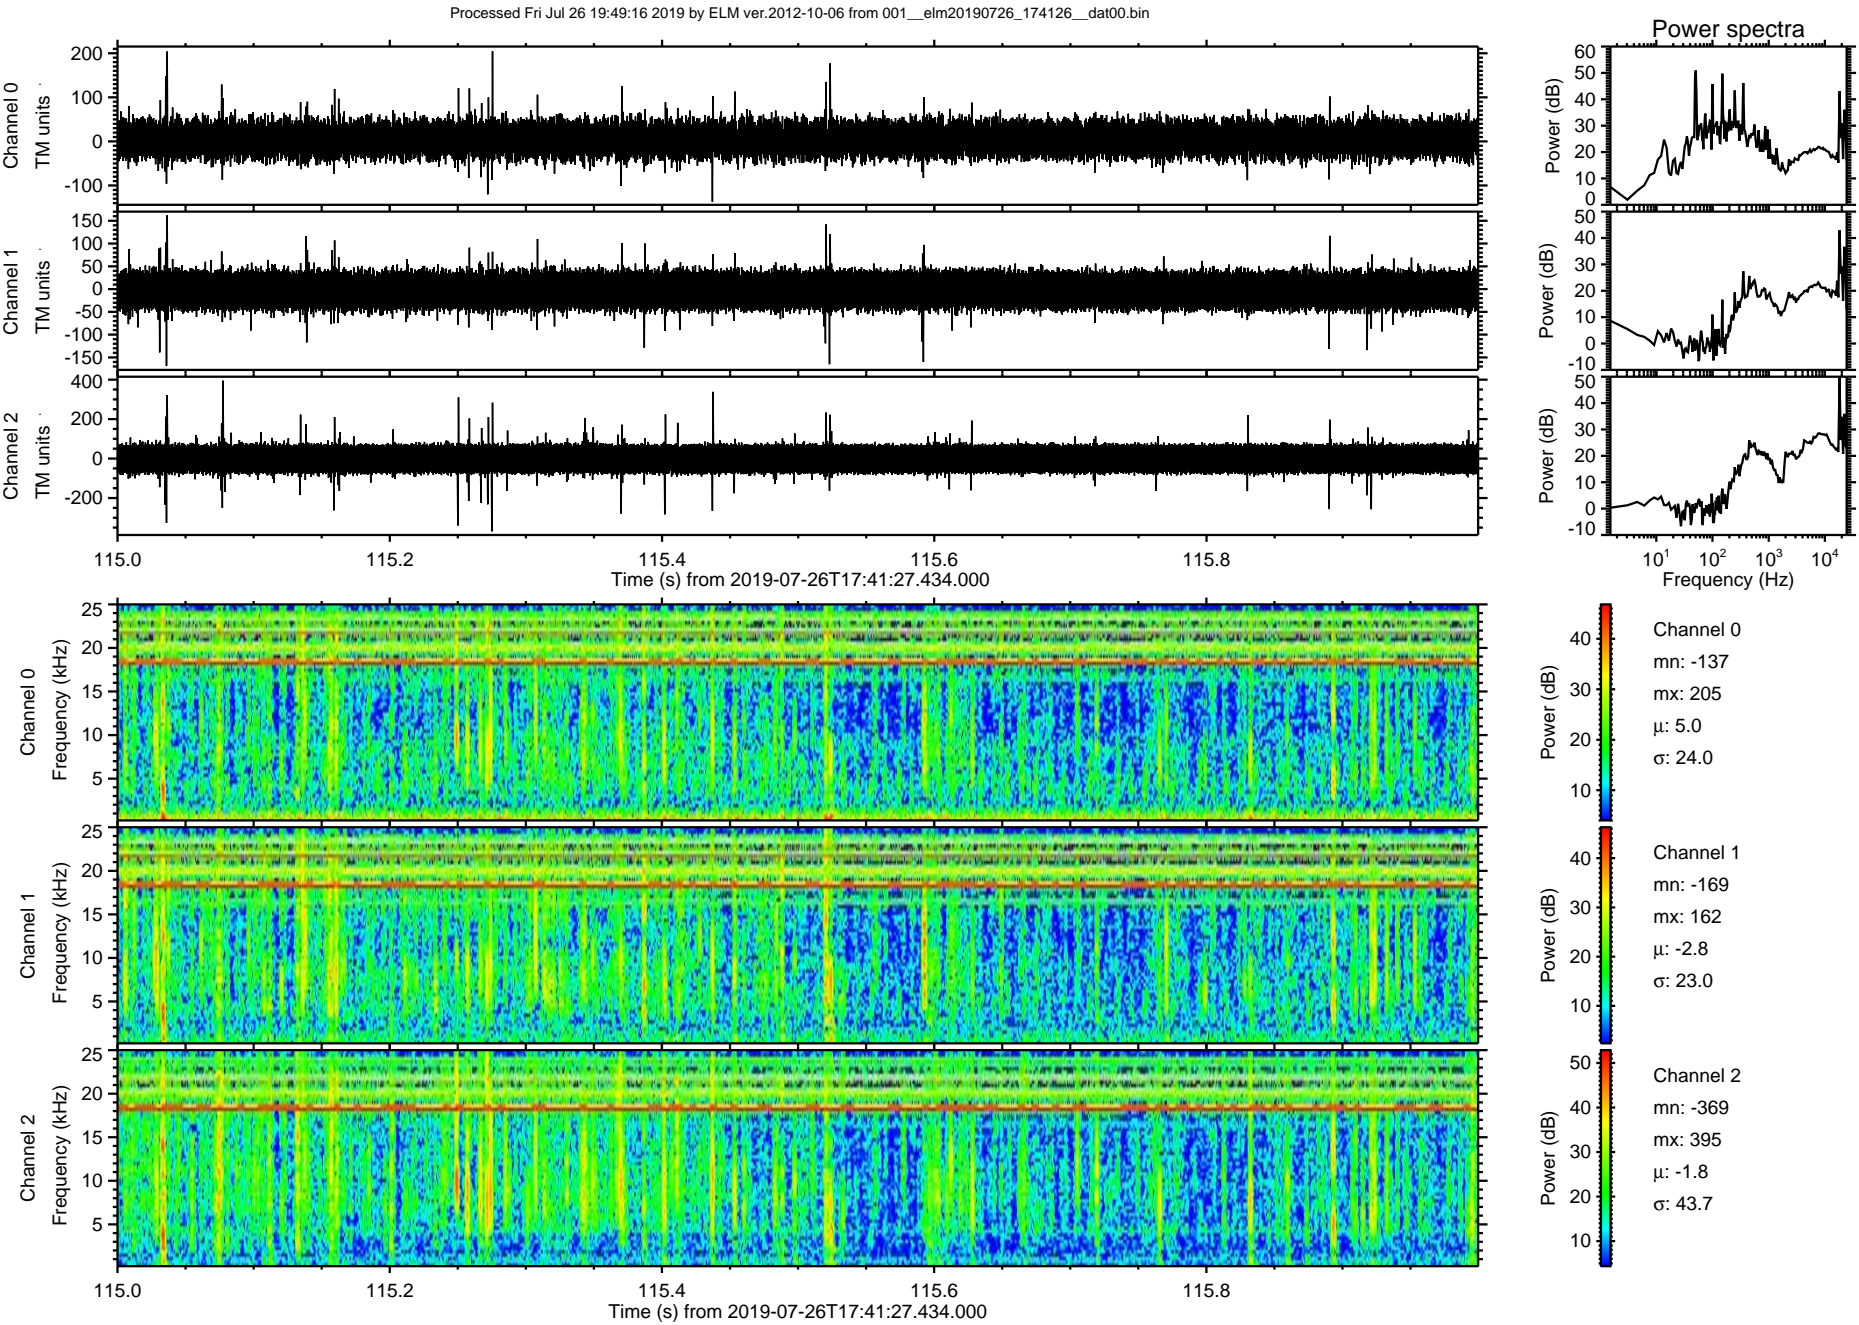 Processed Fri Jul 26 19:49:16 2019 by ELM ver.2012-10-06 from 001__elm20190726_174126__dat00.bin
Power spectra
Channel 0
TM units
200
100
0
-100
Power (dB)
60
50
40
30
20
10
0
Channel 1
TM units
150
100
50
0
-50
-100
-150
Power (dB)
50
40
30
20
10
0
-10
Channel 2
TM units
400
200
0
-200
Power (dB)
50
40
30
20
10
0
-10
115.0 115.2 115.4 115.6 115.8
Time (s) from 2019-07-26T17:41:27.434.000
10¹ 10² 10³ 10⁴
Frequency (Hz)
Channel 0
Frequency (kHz)
25
20
15
10
5
Power (dB)
40
30
20
10
Channel 0
mn: -137
mx: 205
μ: 5.0
σ: 24.0
Channel 1
Frequency (kHz)
25
20
15
10
5
Power (dB)
40
30
20
10
Channel 1
mn: -169
mx: 162
μ: -2.8
σ: 23.0
Channel 2
Frequency (kHz)
25
20
15
10
5
Power (dB)
50
40
30
20
10
Channel 2
mn: -369
mx: 395
μ: -1.8
σ: 43.7
115.0 115.2 115.4 115.6 115.8
Time (s) from 2019-07-26T17:41:27.434.000